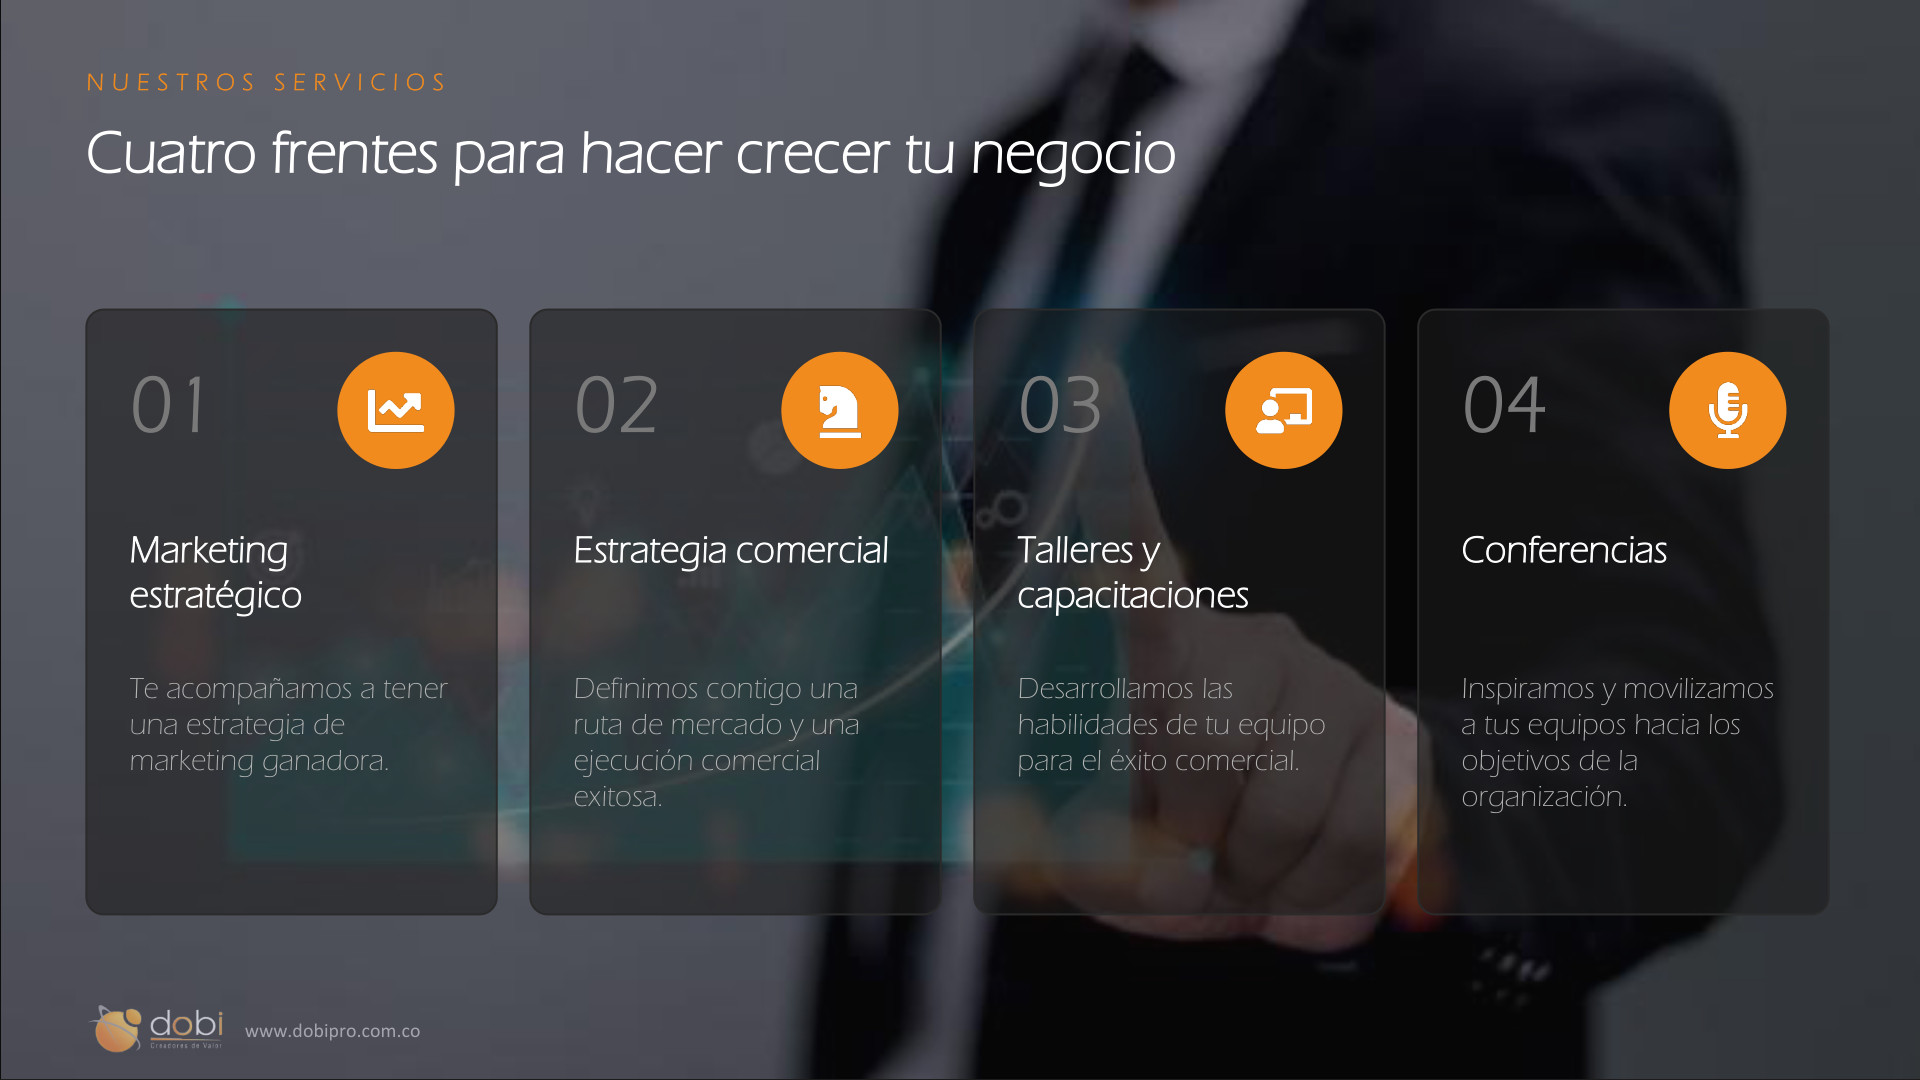 NUESTROS SERVICIOS
Cuatro frentes para hacer crecer tu negocio
01
Marketing
estratégico
Te acompañamos a tener
una estrategia de
marketing ganadora.
02
Estrategia comercial
Definimos contigo una
ruta de mercado y una
ejecución comercial
exitosa.
03
Talleres y
capacitaciones
Desarrollamos las
habilidades de tu equipo
para el éxito comercial.
04
Conferencias
Inspiramos y movilizamos
a tus equipos hacia los
objetivos de la
organización.
dobi
Creadores de Valor
www.dobipro.com.co